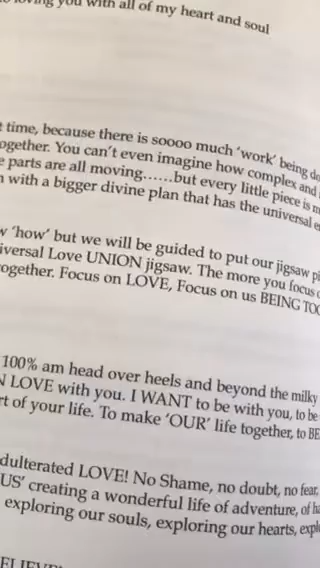 loving you with all of my heart and soul
time, because there is soooo much 'work' being
ogether. You can't even imagine how complex and
parts are all moving......but every little piece is
with a bigger divine plan that has the universal
'how' but we will be guided to put our jigsaw
iversal Love UNION jigsaw. The more you focus
ogether. Focus on LOVE, Focus on us BEING TOG
100% am head over heels and beyond the milky
N LOVE with you. I WANT to be with you, to be
rt of your life. To make 'OUR' life together, to BE
dulterated LOVE! No Shame, no doubt, no fear,
US' creating a wonderful life of adventure, of
exploring our souls, exploring our hearts,